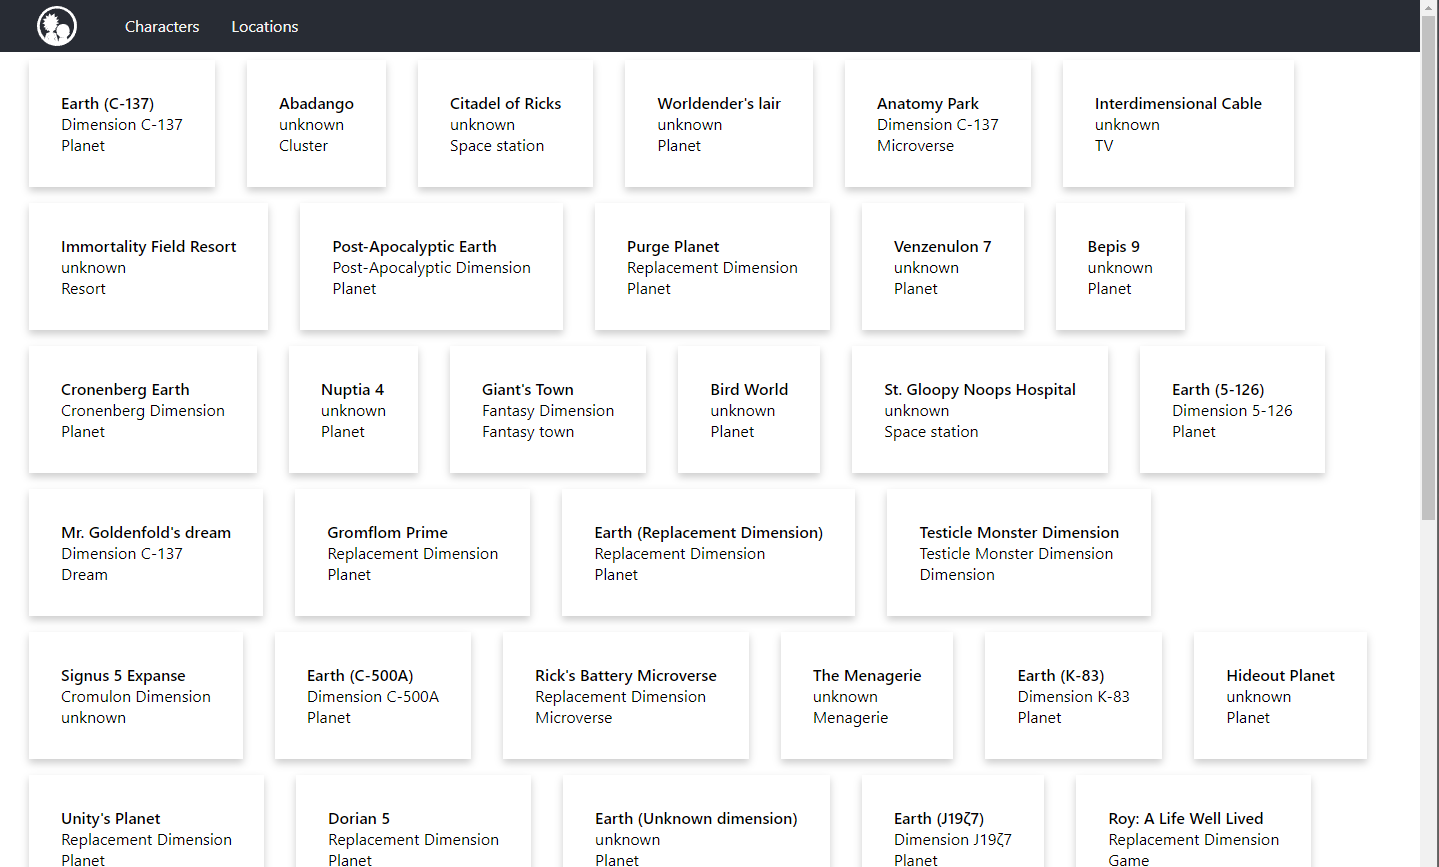 Characters
Locations
Earth (C-137)
Dimension C-137
Planet
Abadango
unknown
Cluster
Citadel of Ricks
unknown
Space station
Worldender's lair
unknown
Planet
Anatomy Park
Dimension C-137
Microverse
Interdimensional Cable
unknown
TV
Immortality Field Resort
unknown
Resort
Post-Apocalyptic Earth
Post-Apocalyptic Dimension
Planet
Purge Planet
Replacement Dimension
Planet
Venzenulon 7
unknown
Planet
Bepis 9
unknown
Planet
Cronenberg Earth
Cronenberg Dimension
Planet
Nuptia 4
unknown
Planet
Giant's Town
Fantasy Dimension
Fantasy town
Bird World
unknown
Planet
St. Gloopy Noops Hospital
unknown
Space station
Earth (5-126)
Dimension 5-126
Planet
Mr. Goldenfold's dream
Dimension C-137
Dream
Gromflom Prime
Replacement Dimension
Planet
Earth (Replacement Dimension)
Replacement Dimension
Planet
Testicle Monster Dimension
Testicle Monster Dimension
Dimension
Signus 5 Expanse
Cromulon Dimension
unknown
Earth (C-500A)
Dimension C-500A
Planet
Rick's Battery Microverse
Replacement Dimension
Microverse
The Menagerie
unknown
Menagerie
Earth (K-83)
Dimension K-83
Planet
Hideout Planet
unknown
Planet
Unity's Planet
Replacement Dimension
Planet
Dorian 5
Replacement Dimension
Planet
Earth (Unknown dimension)
unknown
Planet
Earth (J19ζ7)
Dimension J19ζ7
Planet
Roy: A Life Well Lived
Replacement Dimension
Game